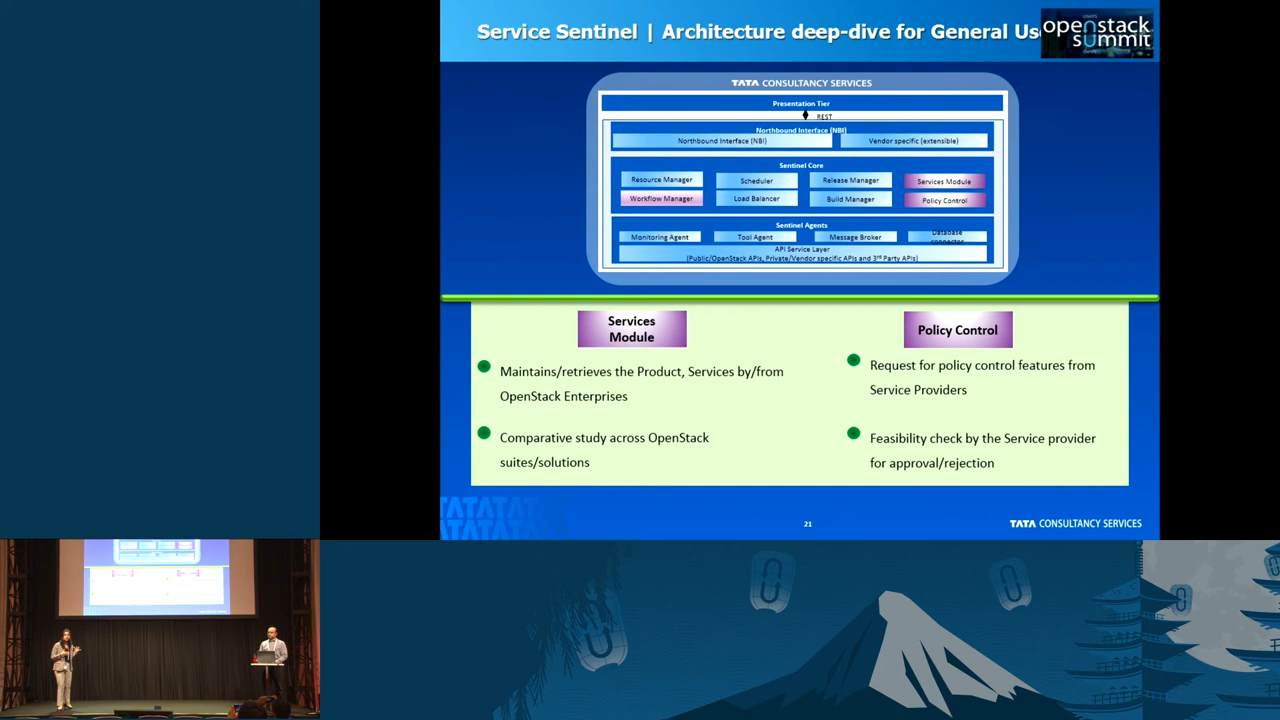 Service Sentinel | Architecture deep-dive for General Us
users
openstack
summit
TATA CONSULTANCY SERVICES
Presentation Tier
REST
Northbound Interface (NBI)
Northbound Interface (NBI)
Vendor specific (extensible)
Sentinel Core
Resource Manager
Scheduler
Release Manager
Services Module
Workflow Manager
Load Balancer
Build Manager
Policy Control
Sentinel Agents
Monitoring Agent
Tool Agent
Message Broker
Database
connector
API Service Layer
(Public/OpenStack APIs, Private/Vendor specific APIs and 3rd Party APIs)
Services
Module
Maintains/retrieves the Product, Services by/from
OpenStack Enterprises
Comparative study across OpenStack
suites/solutions
Policy Control
Request for policy control features from
Service Providers
Feasibility check by the Service provider
for approval/rejection
TATATATATA
TATATATATA
21
TATA CONSULTANCY SERVICES